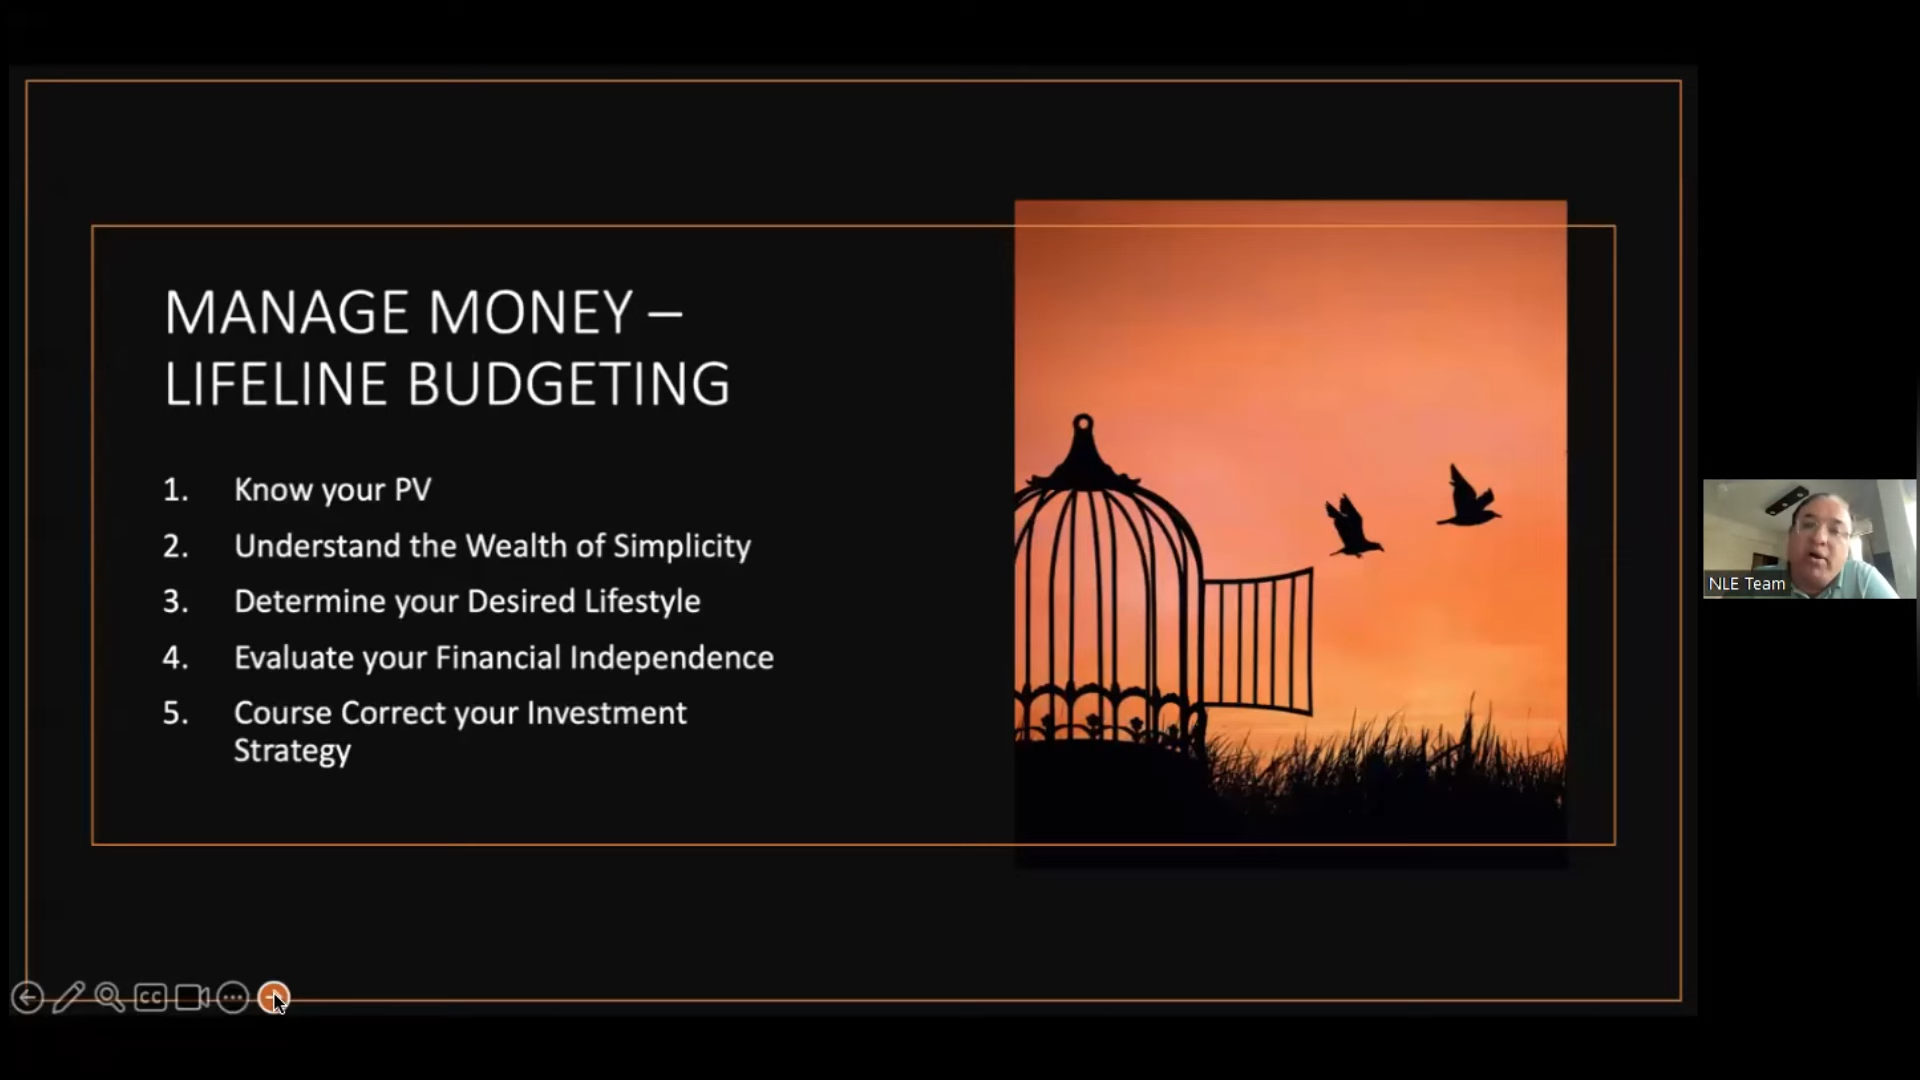 MANAGE MONEY –
LIFELINE BUDGETING
1. Know your PV
2. Understand the Wealth of Simplicity
3. Determine your Desired Lifestyle
4. Evaluate your Financial Independence
5. Course Correct your Investment
Strategy
NLE Team
CC